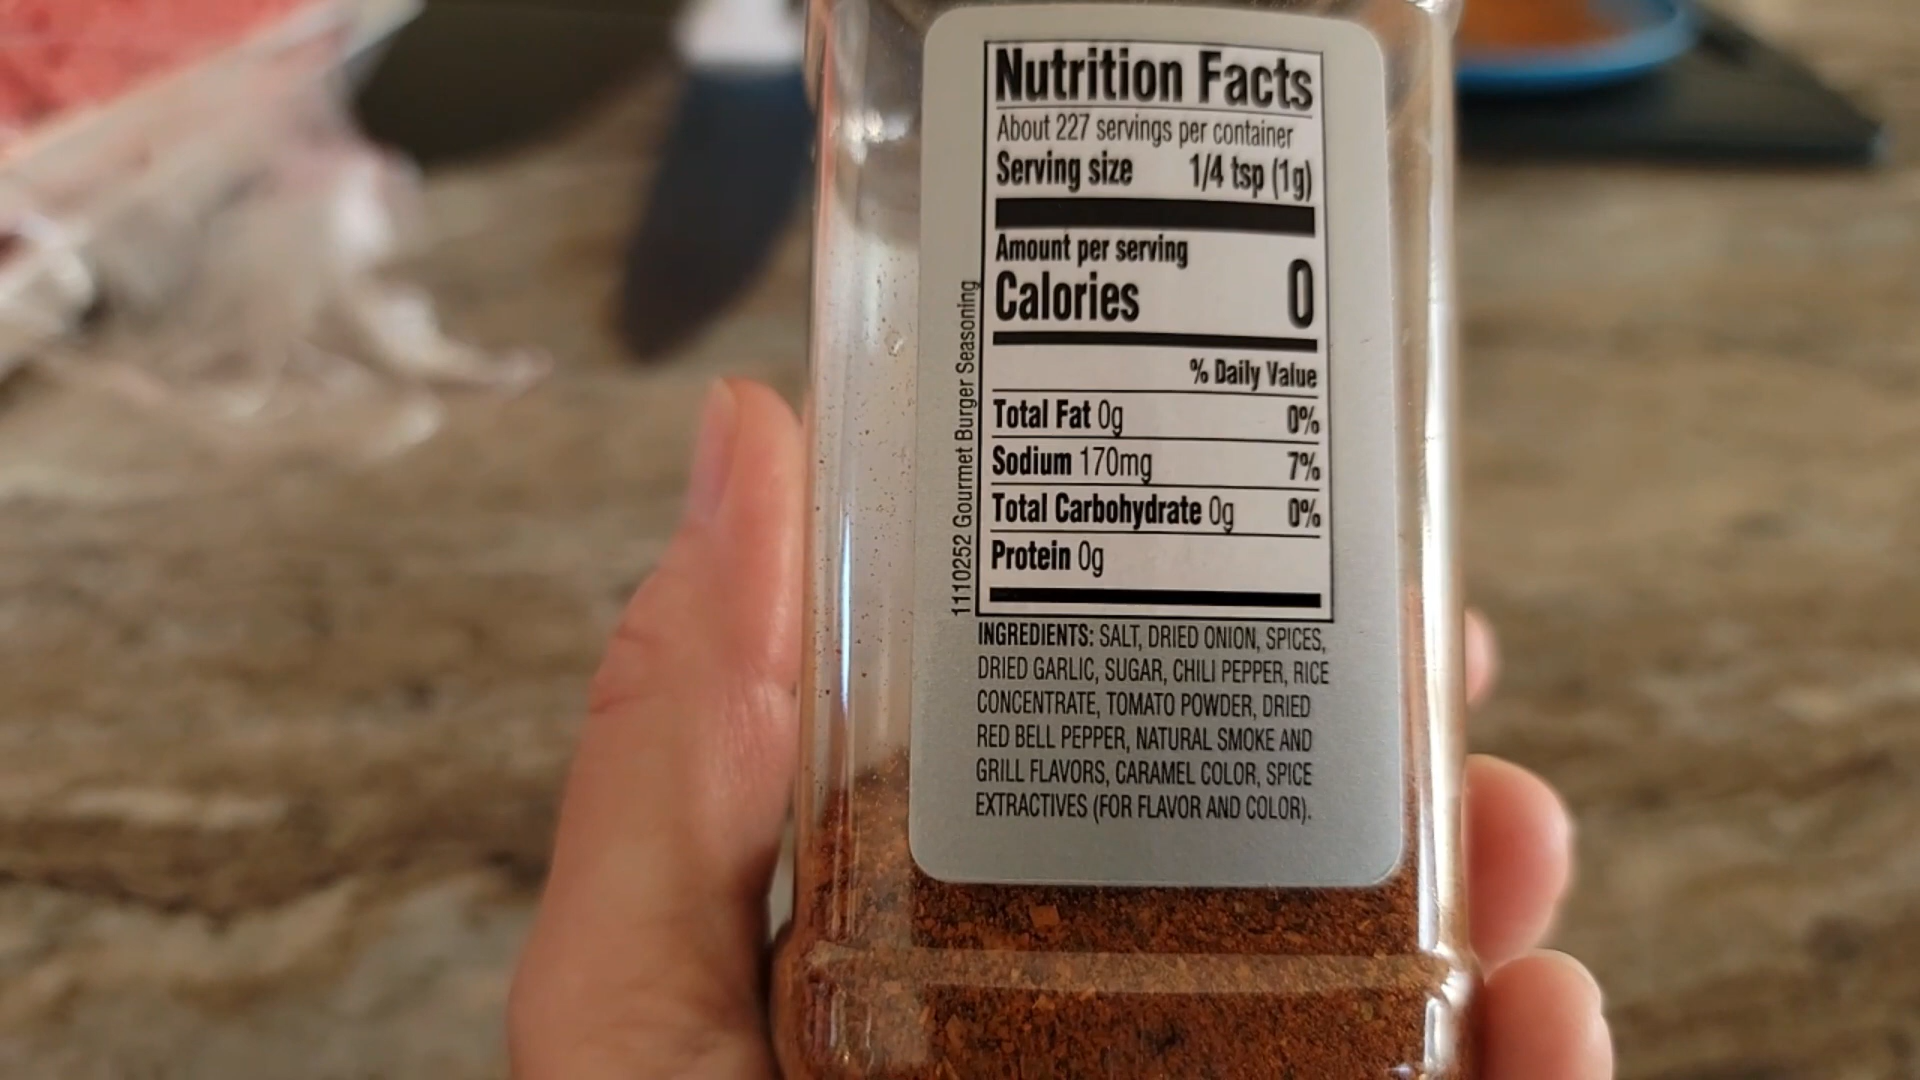 Nutrition Facts
About 227 servings per container
Serving size 1/4 tsp (1g)
Amount per serving
Calories 0
% Daily Value
Total Fat 0g 0%
Sodium 170mg 7%
Total Carbohydrate 0g 0%
Protein 0g
INGREDIENTS: SALT, DRIED ONION, SPICES,
DRIED GARLIC, SUGAR, CHILI PEPPER, RICE
CONCENTRATE, TOMATO POWDER, DRIED
RED BELL PEPPER, NATURAL SMOKE AND
GRILL FLAVORS, CARAMEL COLOR, SPICE
EXTRACTIVES (FOR FLAVOR AND COLOR).
1110252 Gourmet Burger Seasoning